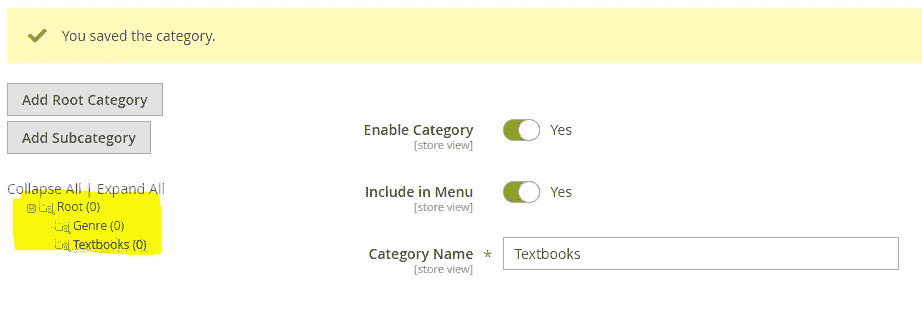 You saved the category.
Add Root Category
Add Subcategory
Collapse All | Expand All
Root (0)
Genre (0)
Textbooks (0)
Enable Category
[store view]
Yes
Include in Menu
[store view]
Yes
Category Name *
[store view]
Textbooks